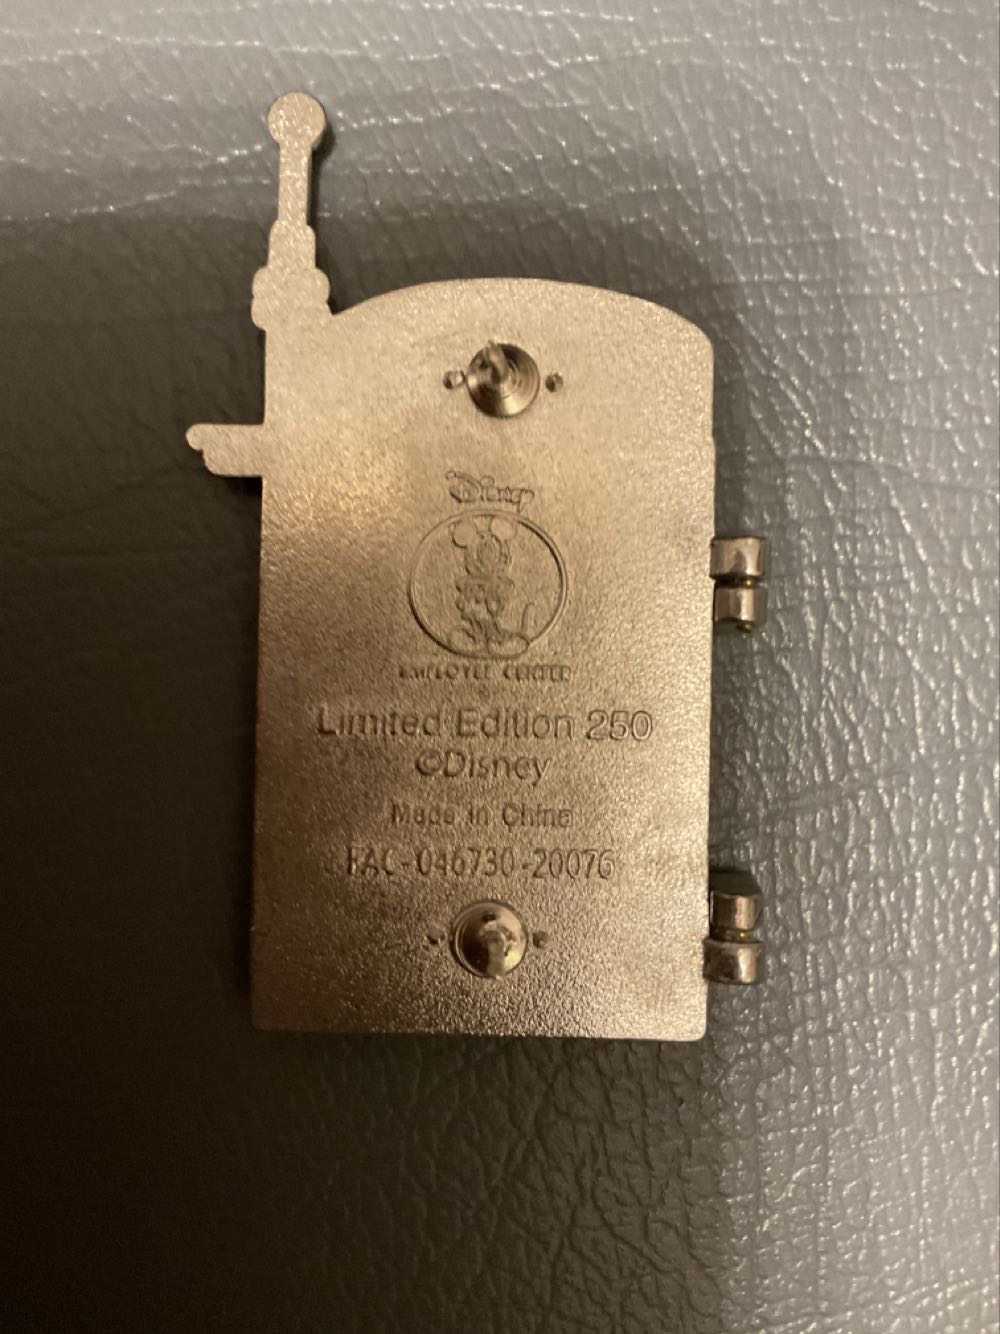 Disney
EMPLOYEE CENTER
Limited Edition 250
©Disney
Made in China
FAC-046730-20076